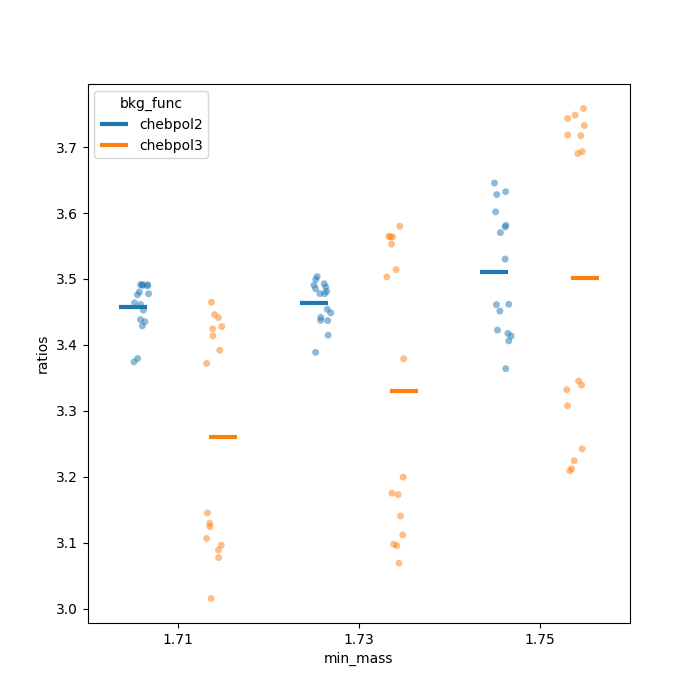 bkg_func
chebpol2
chebpol3
3.7
3.6
3.5
3.4
3.3
3.2
3.1
3.0
ratios
1.71
1.73
1.75
min_mass